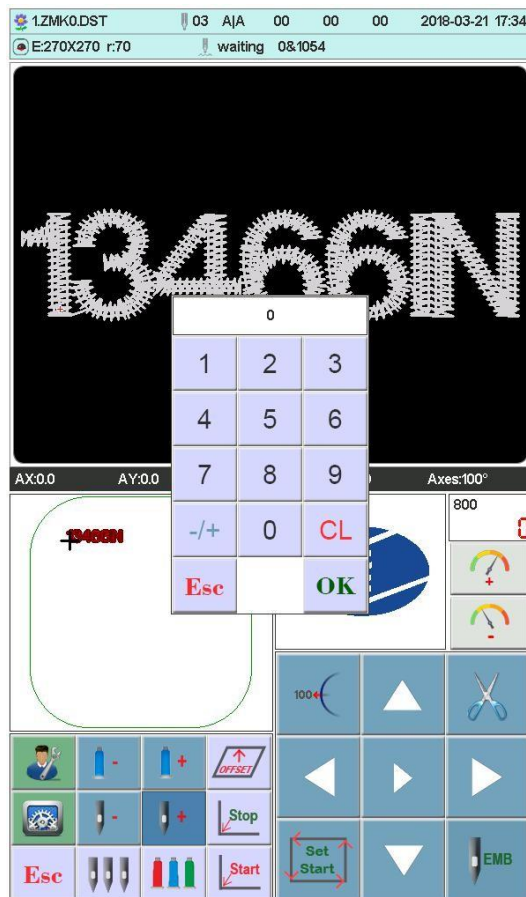 1.ZMK0.DST 03 A|A 00 00 00 2018-03-21 17:34
E:270X270 r:70 waiting 0&1054
13466IN
0
1 2 3
4 5 6
7 8 9
-/+ 0 CL
Esc OK
AX:0.0 AY:0.0 Axes:100°
13466IN
800
+
-
100
- + OFFSET
- + Stop
Set Start
EMB
Esc Start